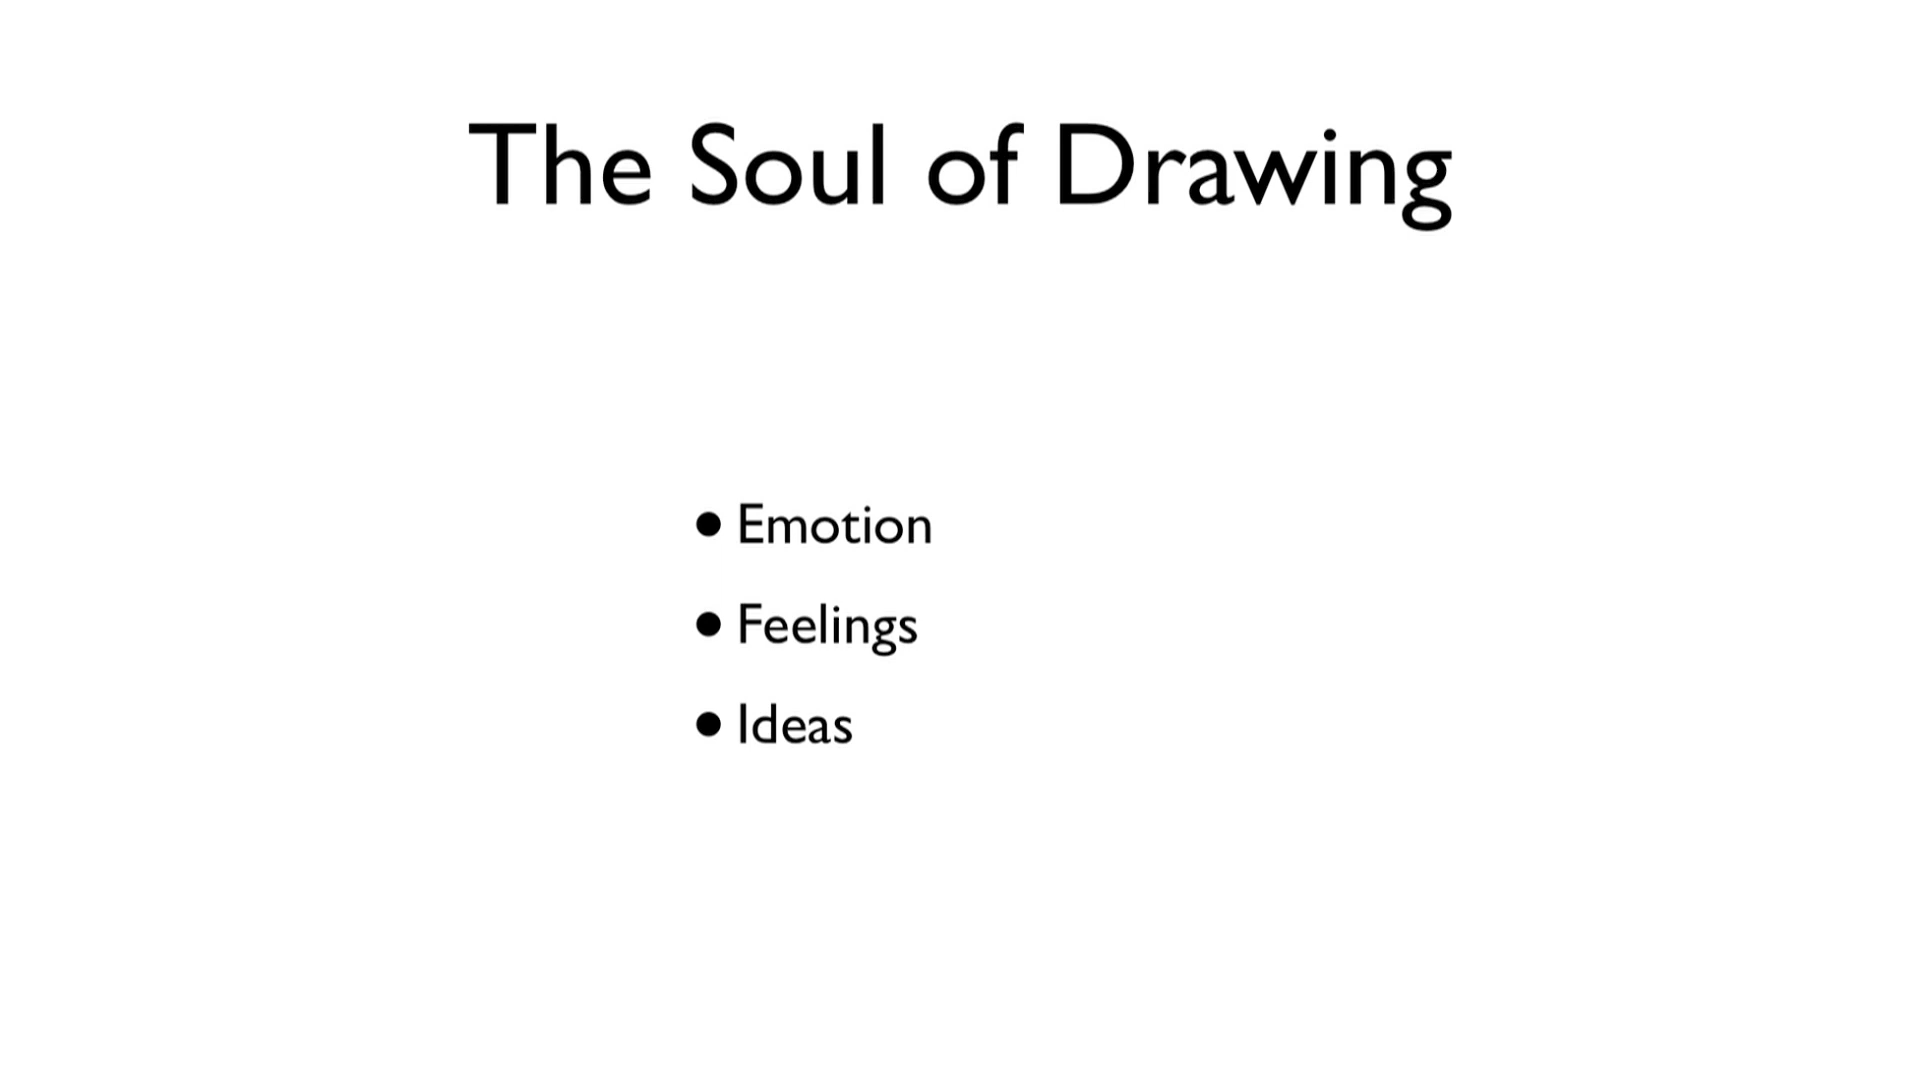 The Soul of Drawing
• Emotion
• Feelings
• Ideas